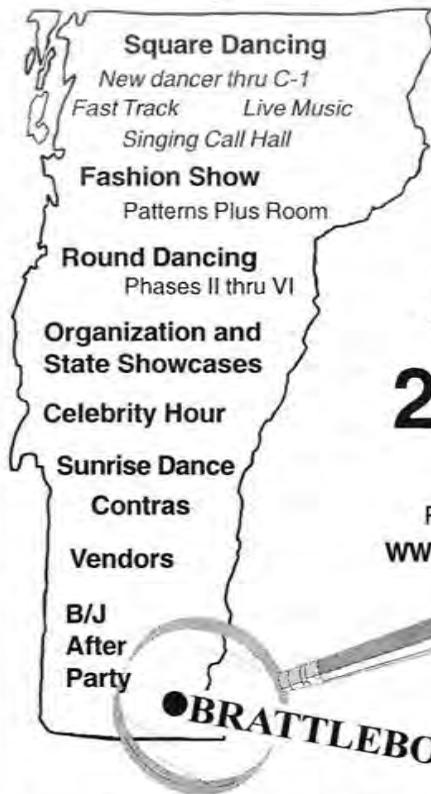 Square Dancing
New dancer thru C-1
Fast Track Live Music
Singing Call Hall
Fashion Show
Patterns Plus Room
Round Dancing
Phases II thru VI
Organization and
State Showcases
2
Celebrity Hour
Sunrise Dance
Contras
Vendors
B/J
After
Party